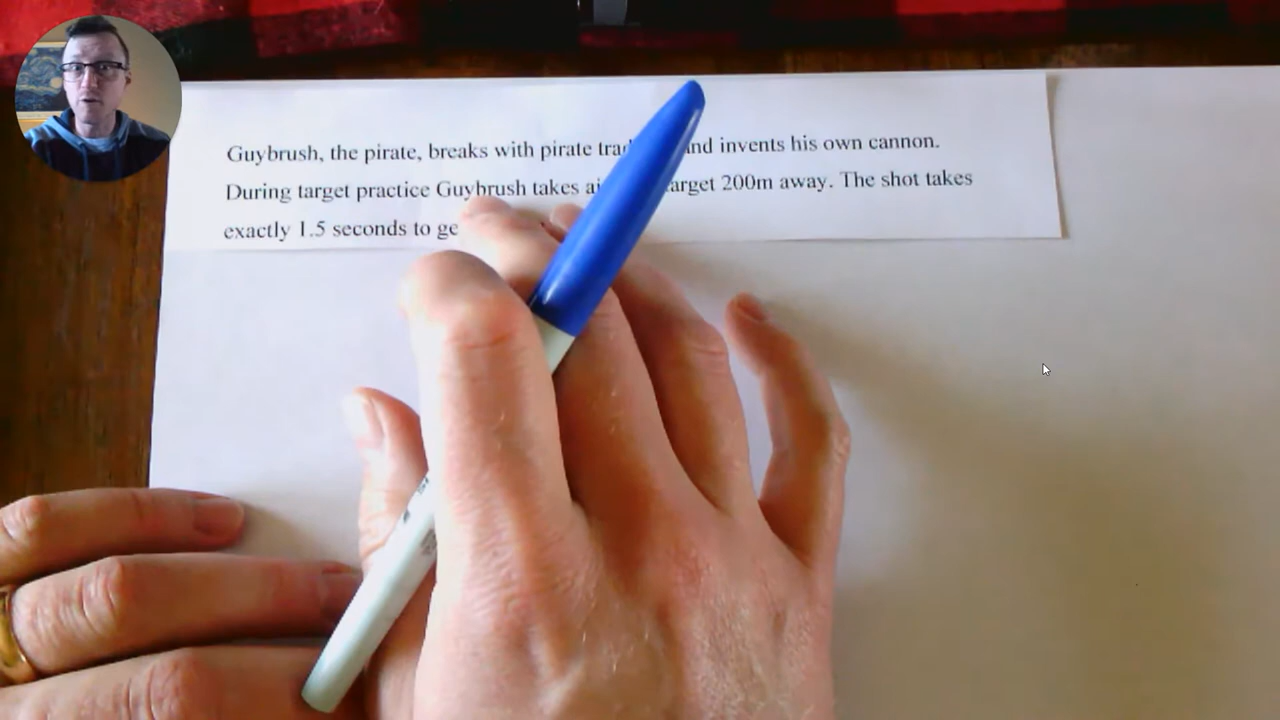 Guybrush, the pirate, breaks with pirate trad nd invents his own cannon.
During target practice Guybrush takes ai arget 200m away. The shot takes
exactly 1.5 seconds to ge